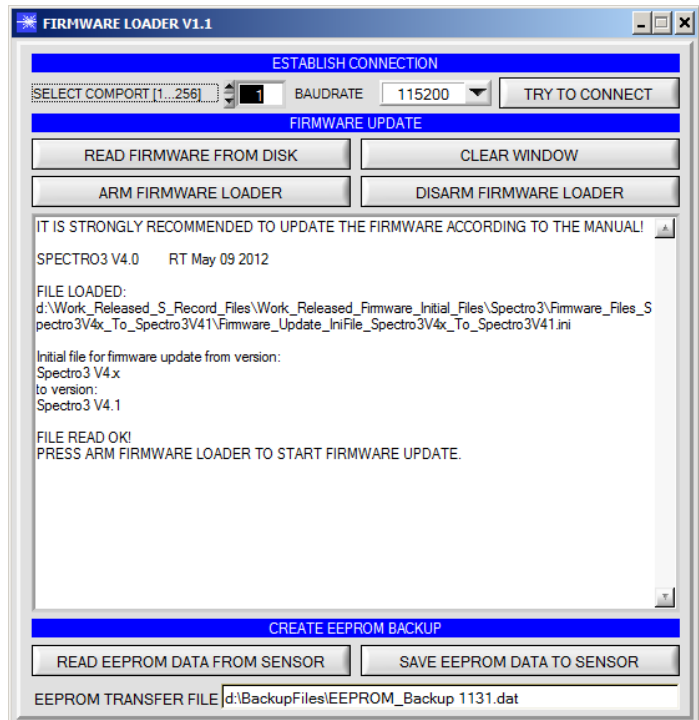 FIRMWARE LOADER V1.1
ESTABLISH CONNECTION
SELECT COMPORT [1...256] 1 BAUDRATE 115200 TRY TO CONNECT
FIRMWARE UPDATE
READ FIRMWARE FROM DISK CLEAR WINDOW
ARM FIRMWARE LOADER DISARM FIRMWARE LOADER
IT IS STRONGLY RECOMMENDED TO UPDATE THE FIRMWARE ACCORDING TO THE MANUAL!
SPECTRO3 V4.0 RT May 09 2012
FILE LOADED:
d:\Work_Released_S_Record_Files\Work_Released_Firmware_Initial_Files\Spectro3\Firmware_Files_S
pectro3V4x_To_Spectro3V41\Firmware_Update_IniFile_Spectro3V4x_To_Spectro3V41.ini
Initial file for firmware update from version:
Spectro3 V4.x
to version:
Spectro3 V4.1
FILE READ OK!
PRESS ARM FIRMWARE LOADER TO START FIRMWARE UPDATE.
CREATE EEPROM BACKUP
READ EEPROM DATA FROM SENSOR SAVE EEPROM DATA TO SENSOR
EEPROM TRANSFER FILE d:\BackupFiles\EEPROM_Backup 1131.dat